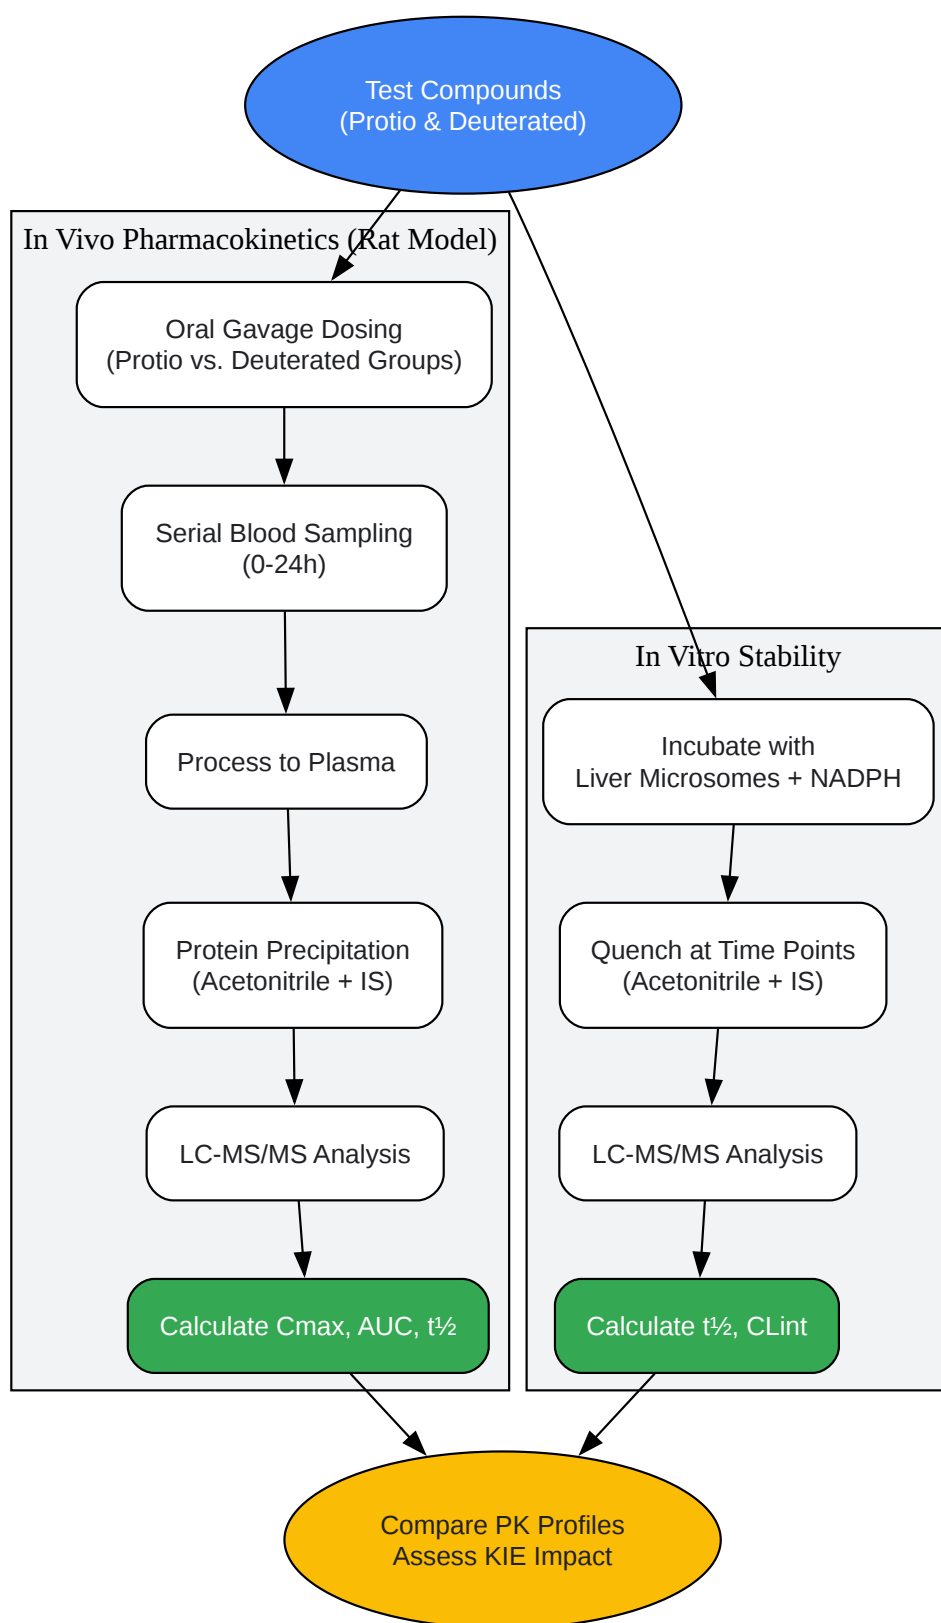 Test Compounds
(Protio & Deuterated)
In Vivo Pharmacokinetics (Rat Model)
Oral Gavage Dosing
(Protio vs. Deuterated Groups)
Serial Blood Sampling
(0-24h)
Process to Plasma
Protein Precipitation
(Acetonitrile + IS)
LC-MS/MS Analysis
Calculate Cmax, AUC, t½
In Vitro Stability
Incubate with
Liver Microsomes + NADPH
Quench at Time Points
(Acetonitrile + IS)
LC-MS/MS Analysis
Calculate t½, CLint
Compare PK Profiles
Assess KIE Impact